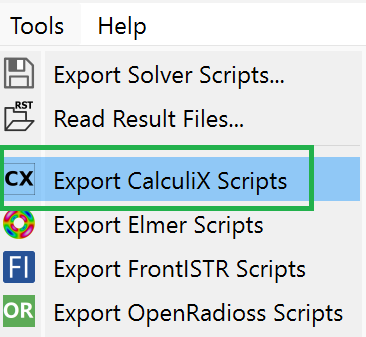 Tools Help
Export Solver Scripts...
RST Read Result Files...
CX Export CalculiX Scripts
Export Elmer Scripts
FI Export FrontISTR Scripts
OR Export OpenRadioss Scripts